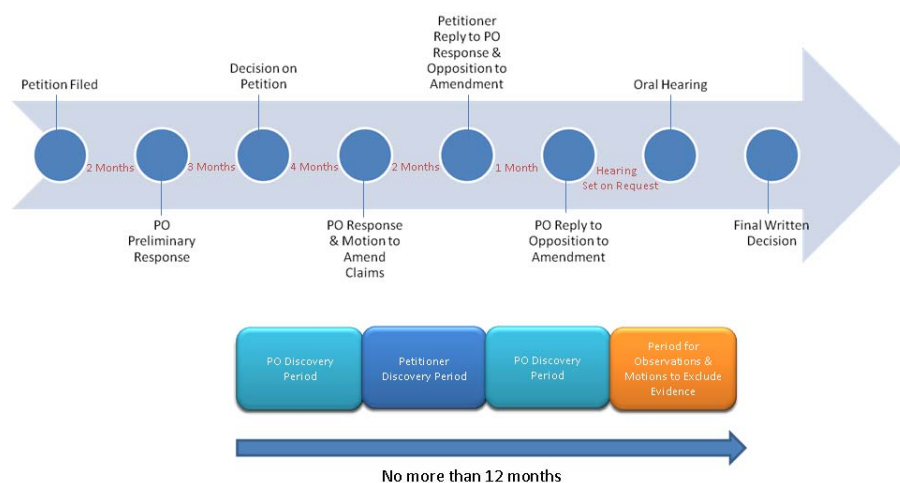 Petitioner
Reply to PO
Response &
Opposition to
Amendment
Decision on
Petition
Petition Filed
Oral Hearing
2 Months
3 Months
4 Months
2 Months
1 Month
Hearing
Set on Request
PO
Preliminary
Response
PO Response
& Motion to
Amend
Claims
PO Reply to
Opposition to
Amendment
Final Written
Decision
PO Discovery
Period
Petitioner
Discovery Period
PO Discovery
Period
Period for
Observations &
Motions to Exclude
Evidence
No more than 12 months